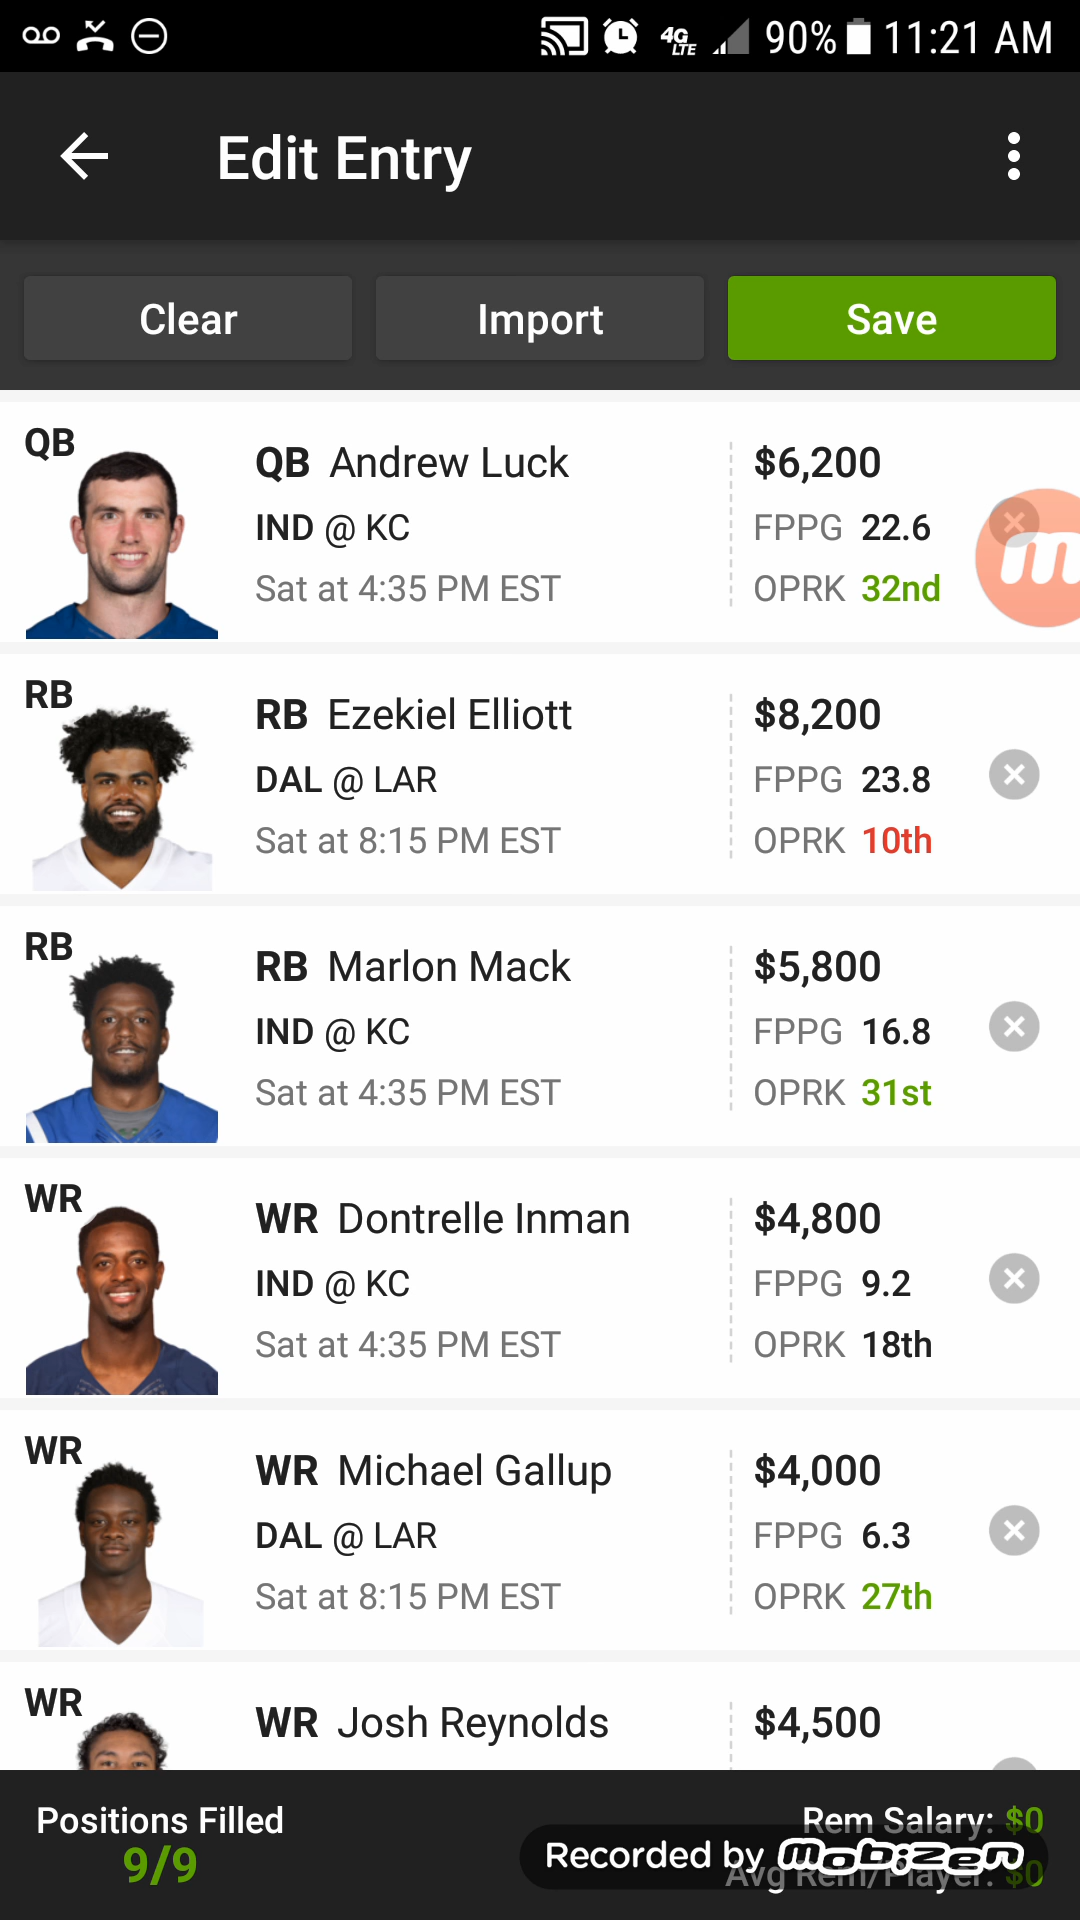 90% 11:21 AM
4G LTE
Edit Entry
Clear Import Save
QB
QB Andrew Luck $6,200
IND @ KC FPPG 22.6
Sat at 4:35 PM EST OPRK 32nd
m
RB
RB Ezekiel Elliott $8,200
DAL @ LAR FPPG 23.8
Sat at 8:15 PM EST OPRK 10th
RB
RB Marlon Mack $5,800
IND @ KC FPPG 16.8
Sat at 4:35 PM EST OPRK 31st
WR
WR Dontrelle Inman $4,800
IND @ KC FPPG 9.2
Sat at 4:35 PM EST OPRK 18th
WR
WR Michael Gallup $4,000
DAL @ LAR FPPG 6.3
Sat at 8:15 PM EST OPRK 27th
WR
WR Josh Reynolds $4,500
Positions Filled Rem Salary: $0
9/9 Avg Rem/Player: $0
Recorded by mobizen